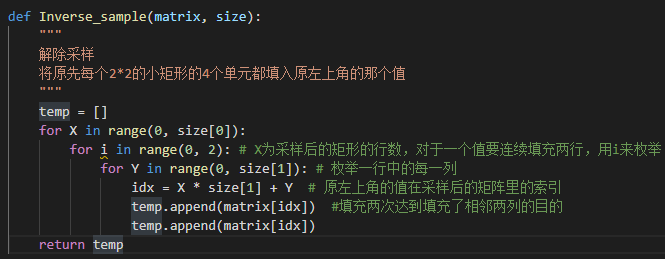 def Inverse_sample(matrix, size):
    """
    解除采样
    将原先每个2*2的小矩形的4个单元都填入原左上角的那个值
    """
    temp = []
    for X in range(0, size[0]):
        for i in range(0, 2): # X为采样后的矩形的行数，对于一个值要连续填充两行，用i来枚举
            for Y in range(0, size[1]): # 枚举一行中的每一列
                idx = X * size[1] + Y  # 原左上角的值在采样后的矩阵里的索引
                temp.append(matrix[idx])  #填充两次达到填充了相邻两列的目的
                temp.append(matrix[idx])
    return temp